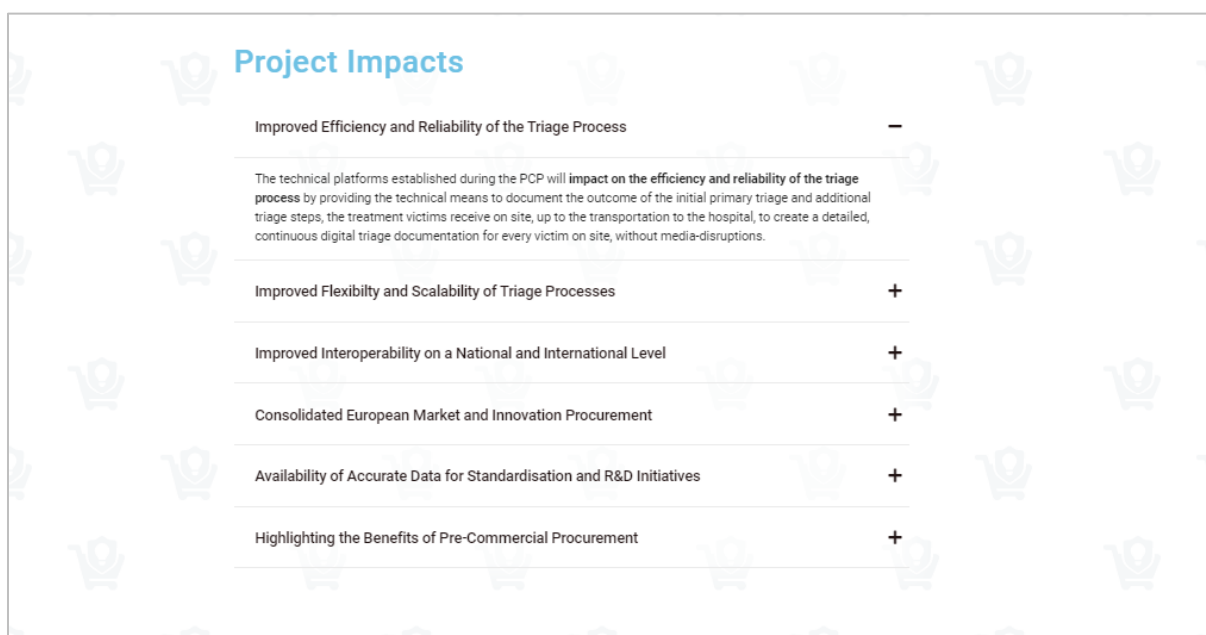 Project Impacts
Improved Efficiency and Reliability of the Triage Process
The technical platforms established during the PCP will impact on the efficiency and reliability of the triage
process by providing the technical means to document the outcome of the initial primary triage and additional
triage steps, the treatment victims receive on site, up to the transportation to the hospital, to create a detailed,
continuous digital triage documentation for every victim on site, without media-disruptions.
Improved Flexibilty and Scalability of Triage Processes
Improved Interoperability on a National and International Level
Consolidated European Market and Innovation Procurement
Availability of Accurate Data for Standardisation and R&D Initiatives
Highlighting the Benefits of Pre-Commercial Procurement